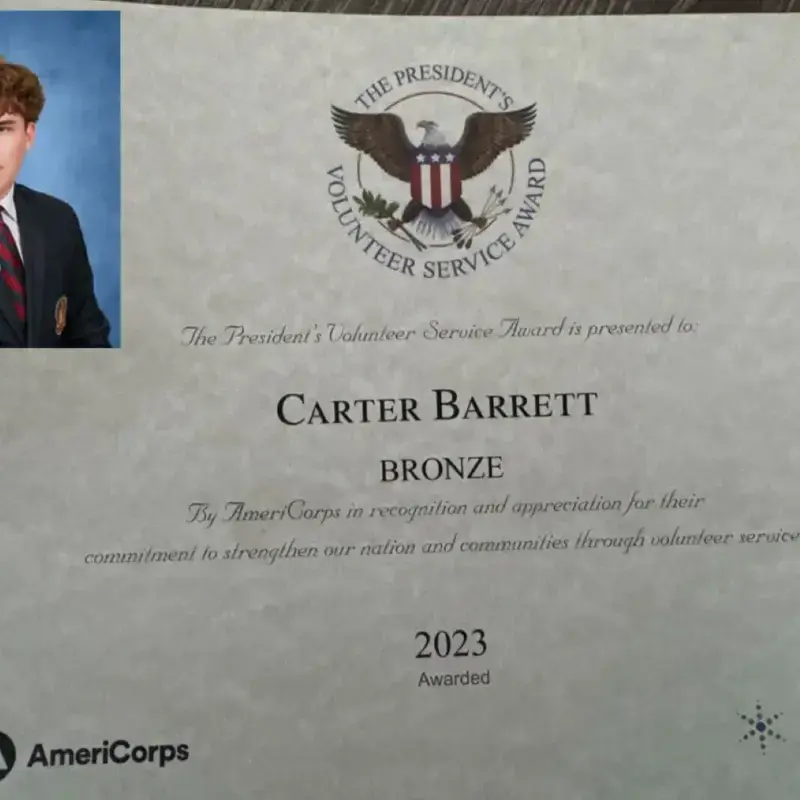 THE PRESIDENT'S
VOLUNTEER SERVICE AWARD
The President's Volunteer Service Award is presented to:
CARTER BARRETT
BRONZE
By AmeriCorps in recognition and appreciation for their
commitment to strengthen our nation and communities through volunteer service
2023
Awarded
AmeriCorps